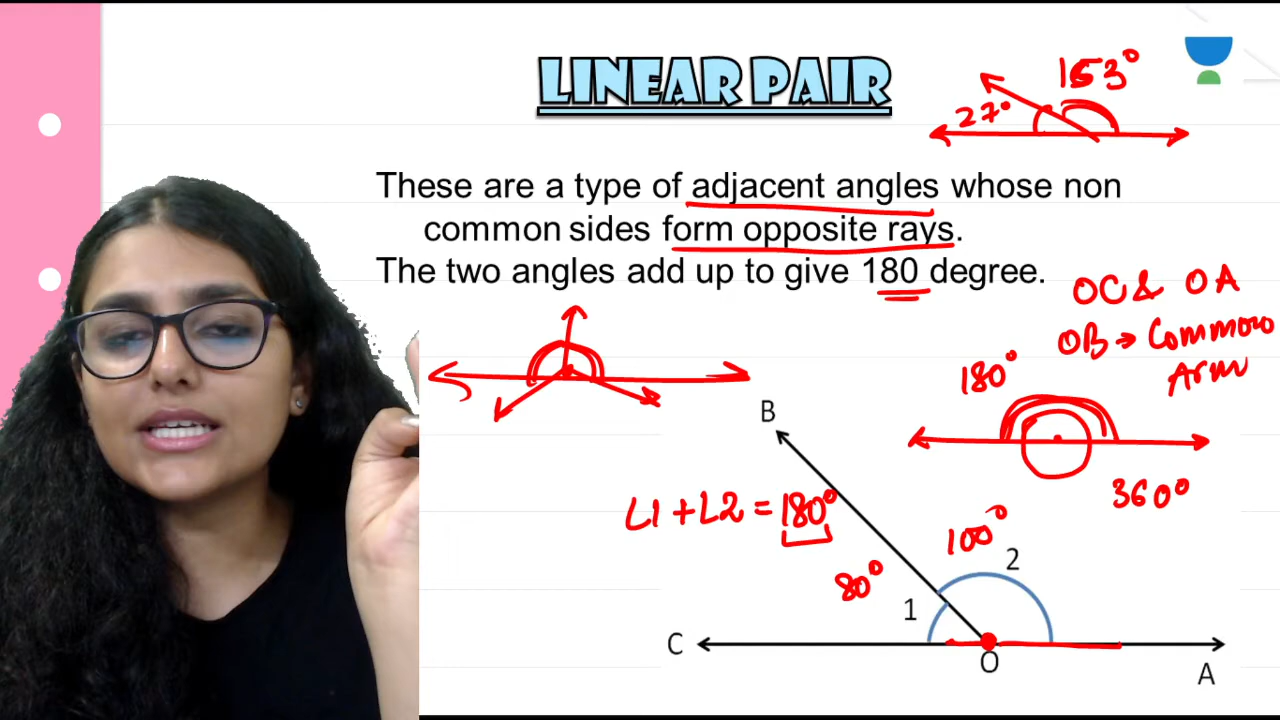 LINEAR PAIR
153°
27°
These are a type of adjacent angles whose non
common sides form opposite rays.
The two angles add up to give 180 degree.
OC & OA
OB → Common
Arm
180°
360°
B
∠1 + ∠2 = 180°
100°
2
80°
1
C
O
A